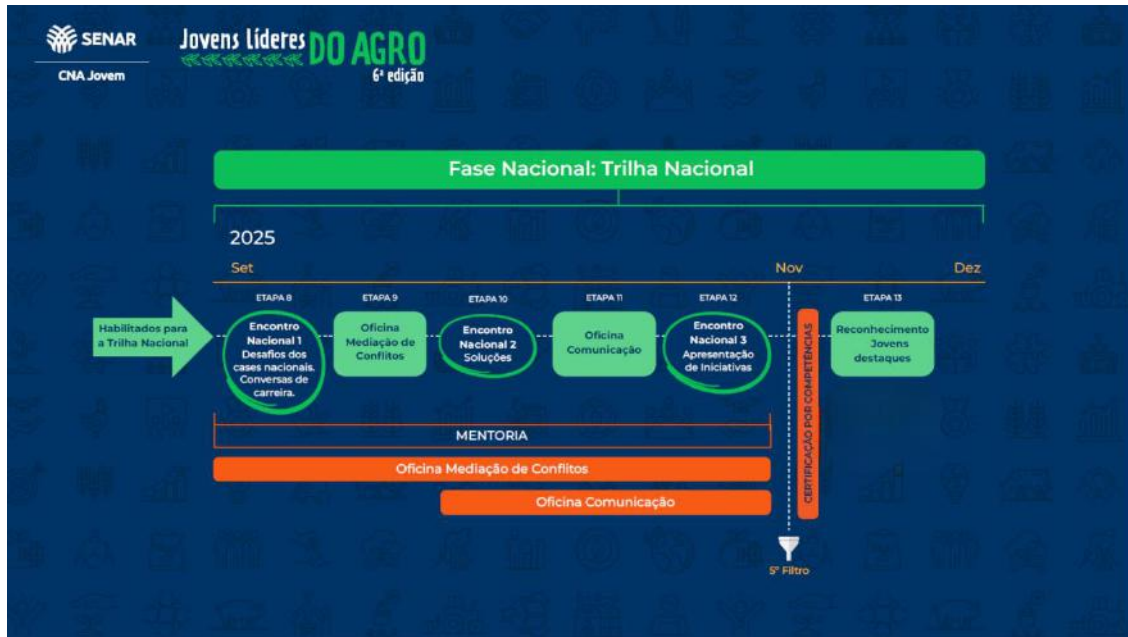 SENAR
CNA Jovem
Jovens Líderes DO AGRO
6ª edição
Fase Nacional: Trilha Nacional
2025
Set
Nov
Dez
Habilitados para
a Trilha Nacional
ETAPA 8
Encontro
Nacional 1
Desafios dos
cases nacionais.
Conversas de
carreira.
ETAPA 9
Oficina
Mediação de
Conflitos
ETAPA 10
Encontro
Nacional 2
Soluções
ETAPA 11
Oficina
Comunicação
ETAPA 12
Encontro
Nacional 3
Apresentação
de Iniciativas
CERTIFICAÇÃO POR COMPETÊNCIAS
ETAPA 13
Reconhecimento
Jovens
destaques
MENTORIA
Oficina Mediação de Conflitos
Oficina Comunicação
5º Filtro